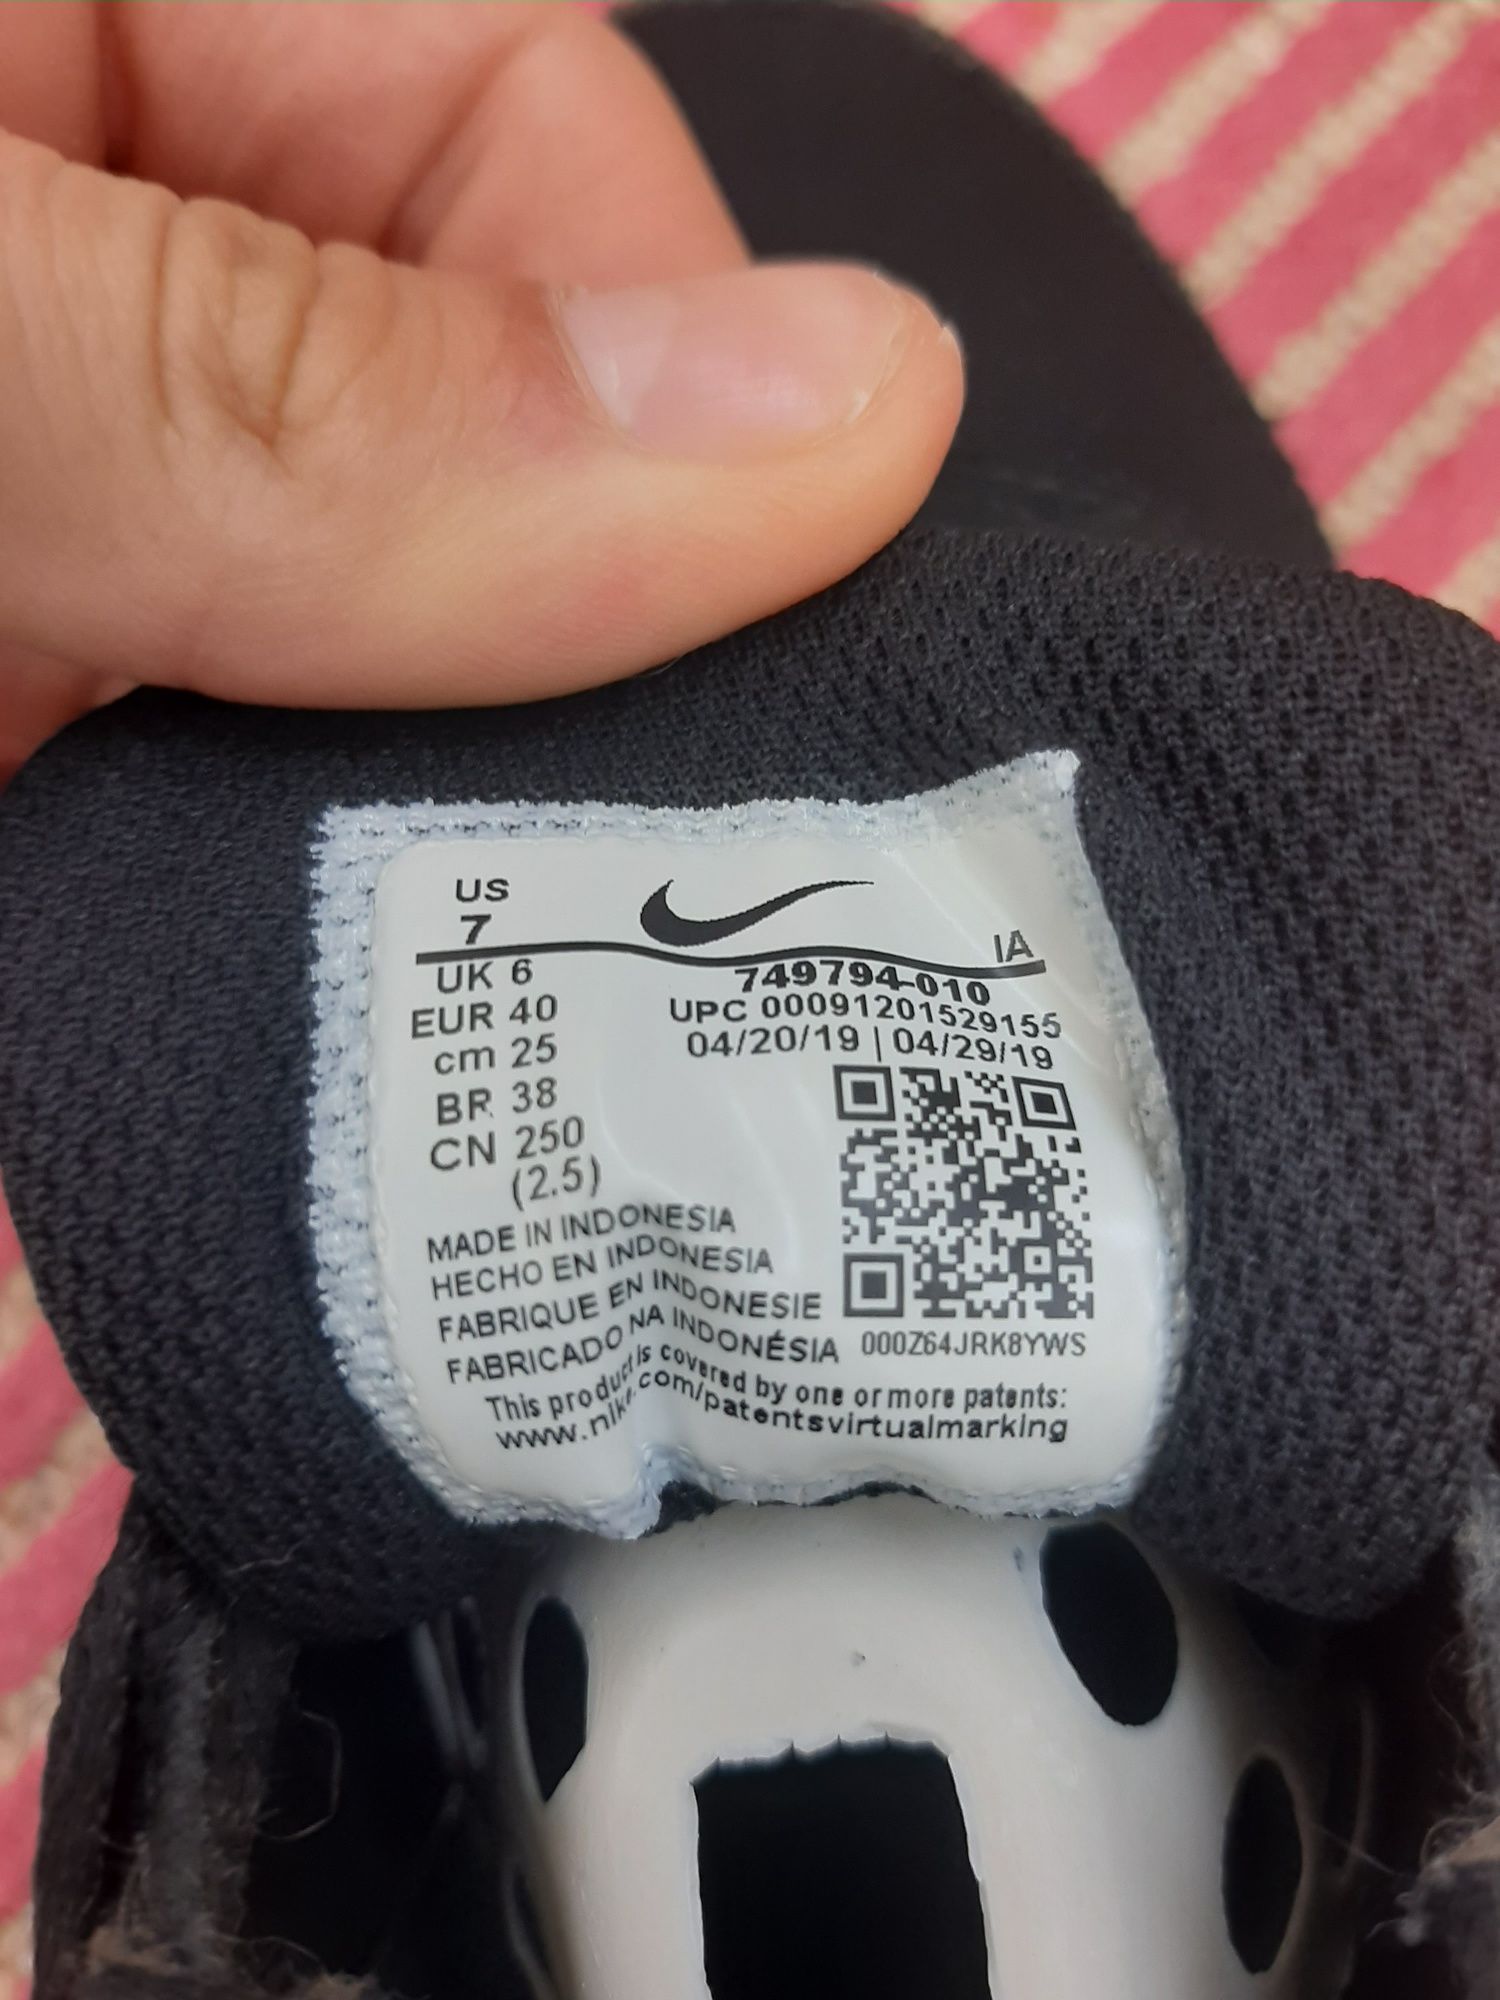 US
7
IA
UK 6
EUR 40
cm 25
BR 38
CN 250
(2.5)
749794-010
UPC 00091201529155
04/20/19 | 04/29/19
MADE IN INDONESIA
HECHO EN INDONESIA
FABRIQUE EN INDONESIE
FABRICADO NA INDONÉSIA
000Z64JRK8YWS
This product is covered by one or more patents:
www.nike.com/patentsvirtualmarking